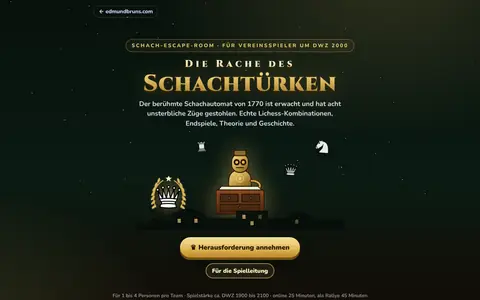 ← edmundbruns.com
SCHACH-ESCAPE-ROOM · FÜR VEREINSSPIELER UM DWZ 2000
DIE RACHE DES
SCHACHTÜRKEN
Der berühmte Schachautomat von 1770 ist erwacht und hat acht
unsterbliche Züge gestohlen. Echte Lichess-Kombinationen,
Endspiele, Theorie und Geschichte.
♛ Herausforderung annehmen
Für die Spielleitung
Für 1 bis 4 Personen pro Team · Spielstärke ca. DWZ 1900 bis 2100 · online 25 Minuten, als Rallye 45 Minuten